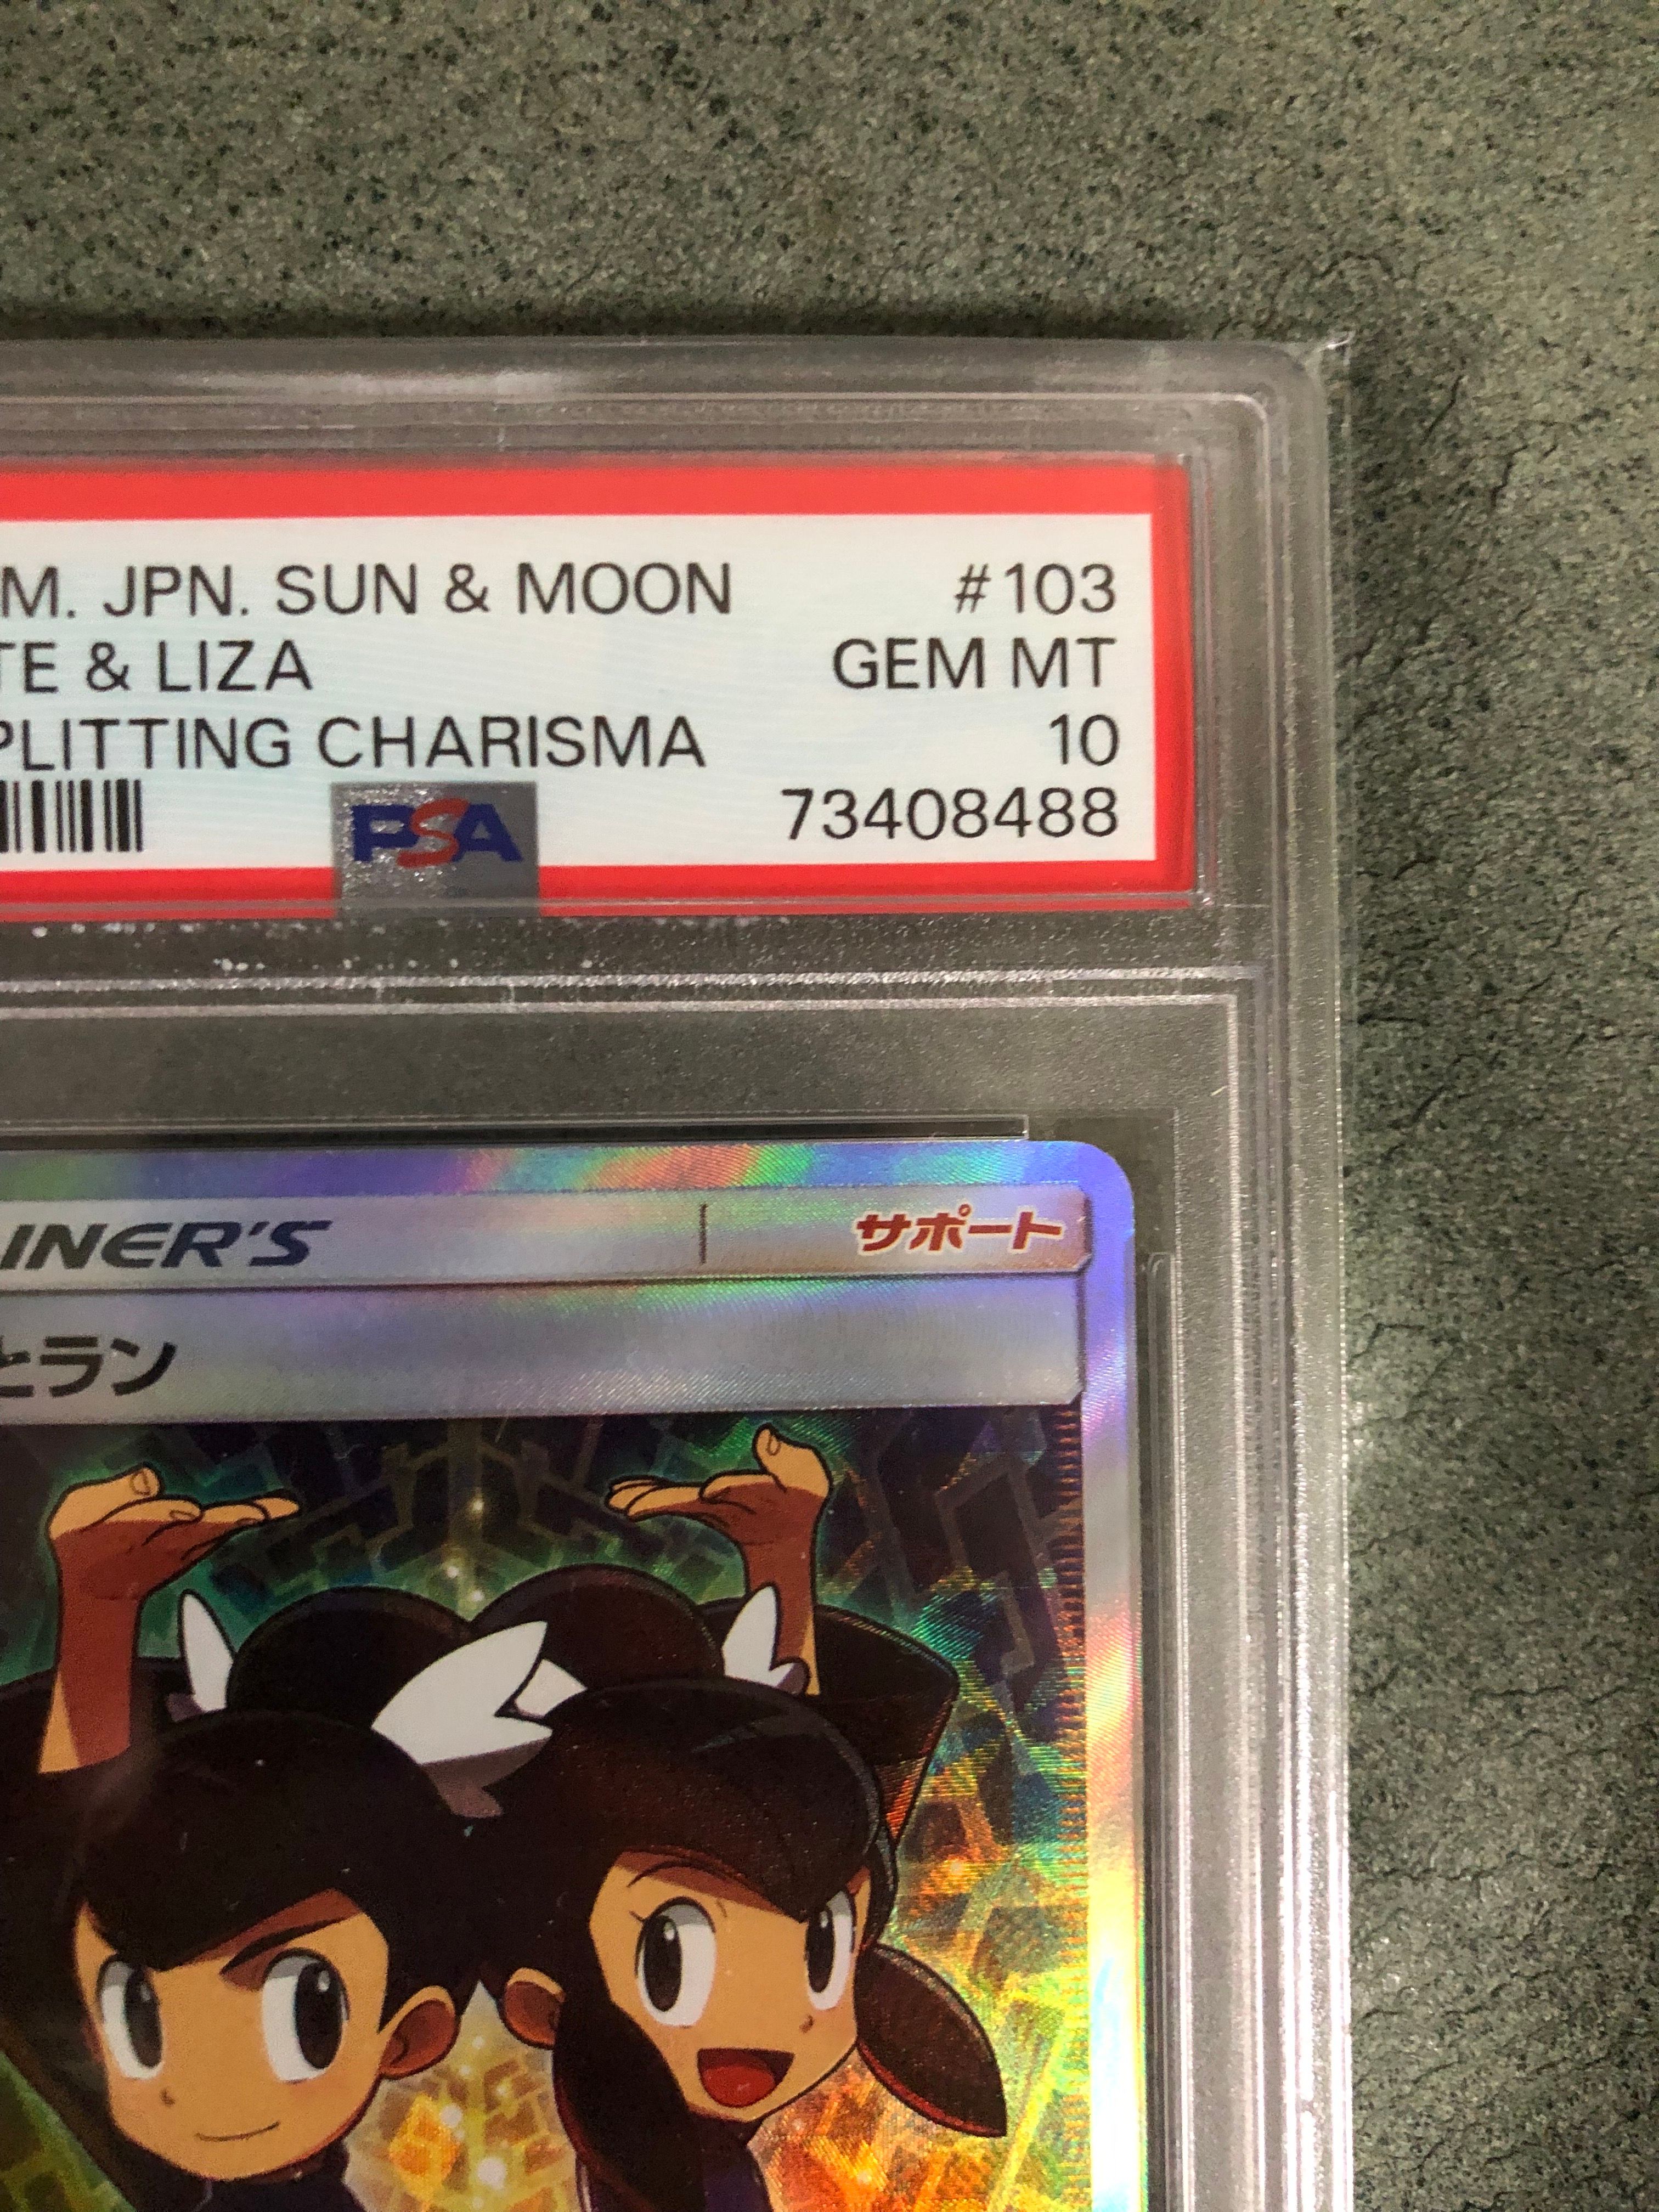 M. JPN. SUN & MOON #103
TE & LIZA GEM MT
PLITTING CHARISMA 10
PSA 73408488
INER'S サポート
とラン